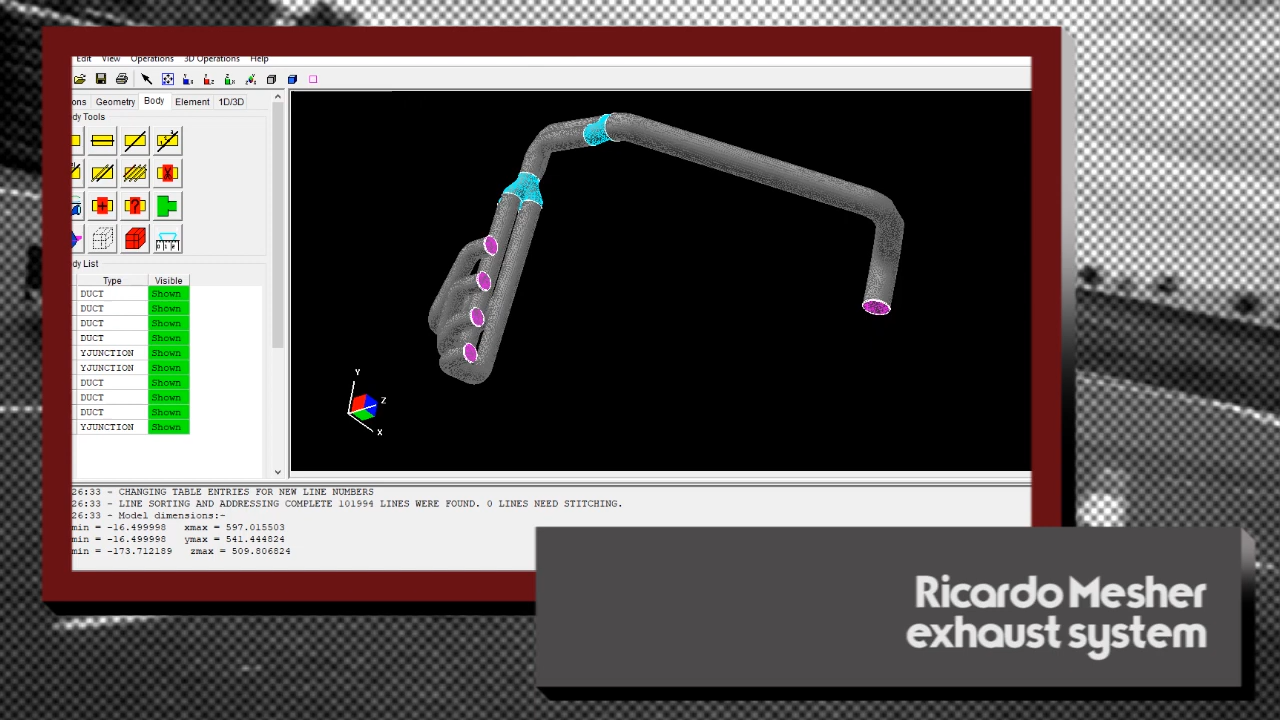 Edit View Operations 3D Operations Help
ons Geometry Body Element 1D/3D
dy Tools
dy List
Type Visible
DUCT Shown
DUCT Shown
DUCT Shown
DUCT Shown
YJUNCTION Shown
YJUNCTION Shown
DUCT Shown
DUCT Shown
DUCT Shown
YJUNCTION Shown
Y
Z
X
26:33 - CHANGING TABLE ENTRIES FOR NEW LINE NUMBERS
26:33 - LINE SORTING AND ADDRESSING COMPLETE 101994 LINES WERE FOUND. 0 LINES NEED STITCHING.
26:33 - Model dimensions:-
min = -16.499998 xmax = 597.015503
min = -16.499998 ymax = 541.444824
min = -173.712189 zmax = 509.806824
Ricardo Mesher
exhaust system